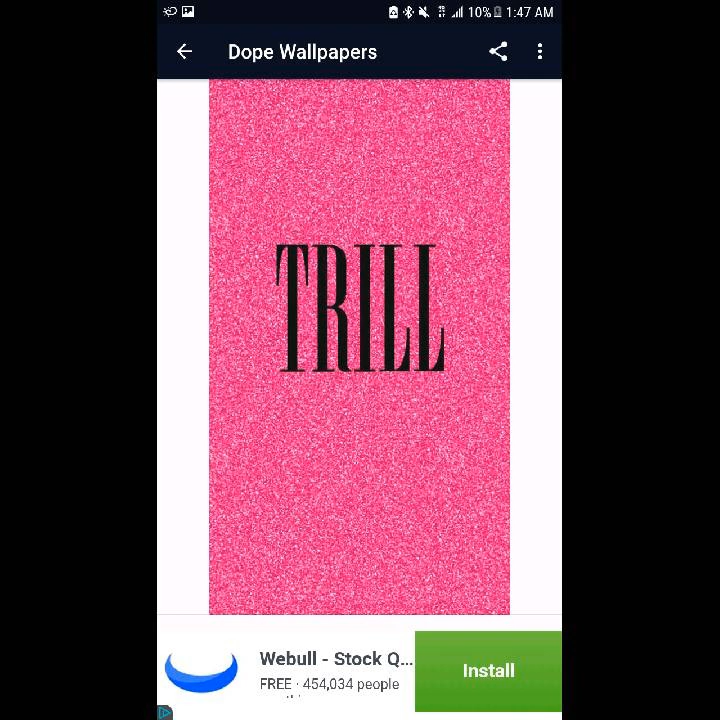 10% 1:47 AM
Dope Wallpapers
TRILL
Webull - Stock Q...
FREE · 454,034 people
Install